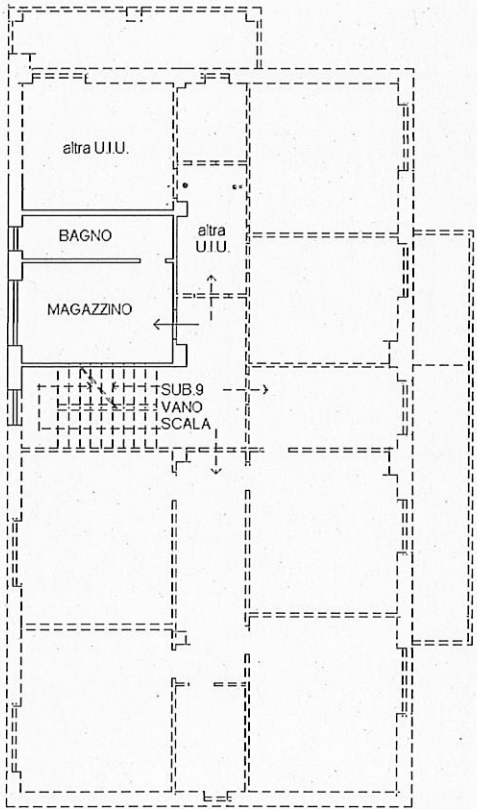 altra U.I.U.
BAGNO
altra
U.I.U.
MAGAZZINO
SUB.9
VANO
SCALA